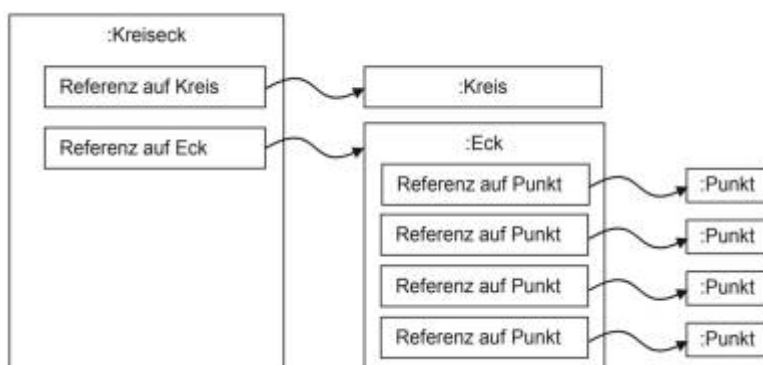 :Kreiseck
Referenz auf Kreis
:Kreis
Referenz auf Eck
:Eck
Referenz auf Punkt
:Punkt
Referenz auf Punkt
:Punkt
Referenz auf Punkt
:Punkt
Referenz auf Punkt
:Punkt